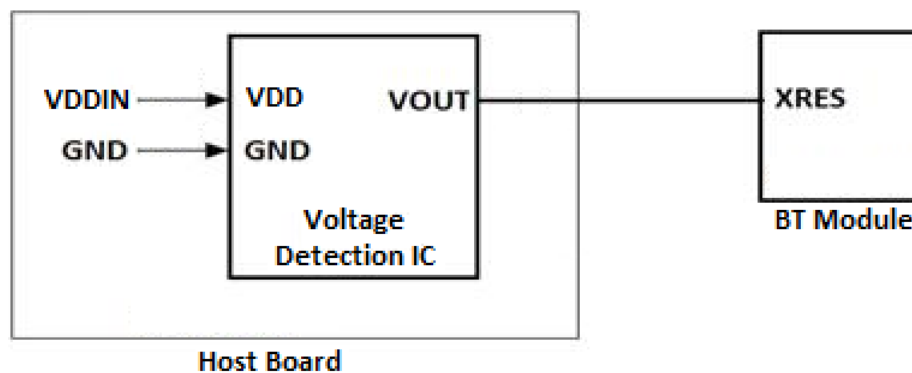 VDDIN
VDD
VOUT
XRES
GND
GND
Voltage
Detection IC
BT Module
Host Board